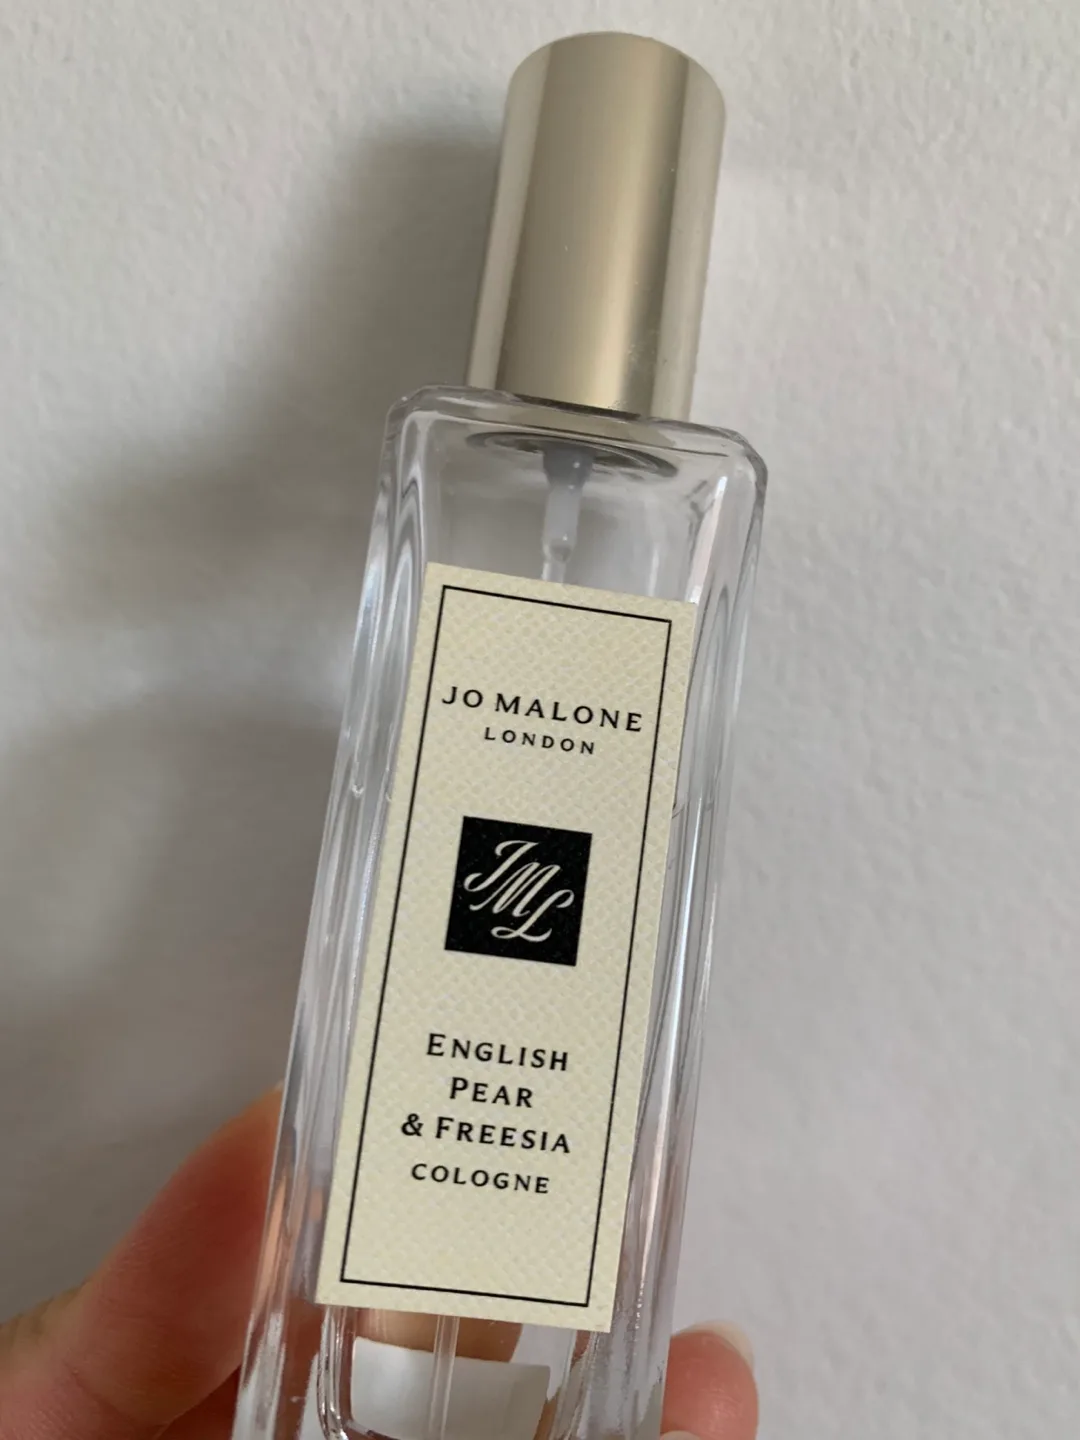 JO MALONE
LONDON
JML
ENGLISH
PEAR
& FREESIA
COLOGNE